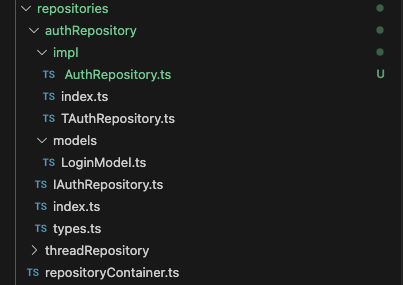 repositories
authRepository
impl
TS AuthRepository.ts U
TS index.ts
TS TAuthRepository.ts
models
TS LoginModel.ts
TS IAuthRepository.ts
TS index.ts
TS types.ts
threadRepository
TS repositoryContainer.ts